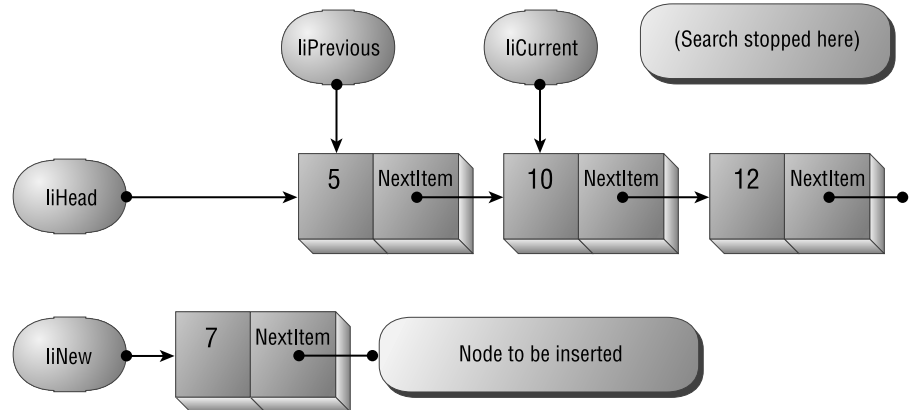 liPrevious
liCurrent
(Search stopped here)
liHead
5 NextItem
10 NextItem
12 NextItem
liNew
7 NextItem
Node to be inserted